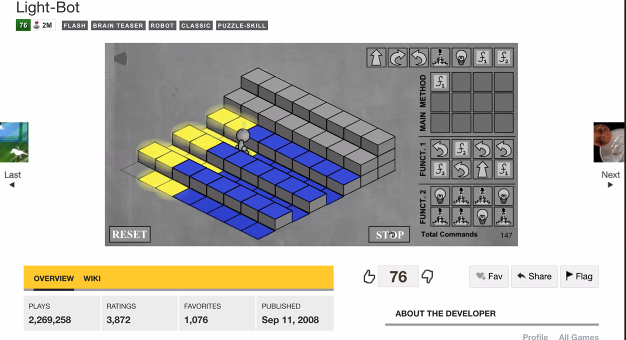 Light-Bot
76 2M FLASH BRAIN TEASER ROBOT CLASSIC PUZZLE-SKILL
MAIN METHOD
FUNCT. 1
FUNCT. 2
RESET
STOP
Total Commands 147
Last
Next
OVERVIEW WIKI
76
Fav
Share
Flag
PLAYS RATINGS FAVORITES PUBLISHED
2,269,258 3,872 1,076 Sep 11, 2008
ABOUT THE DEVELOPER
Profile All Games